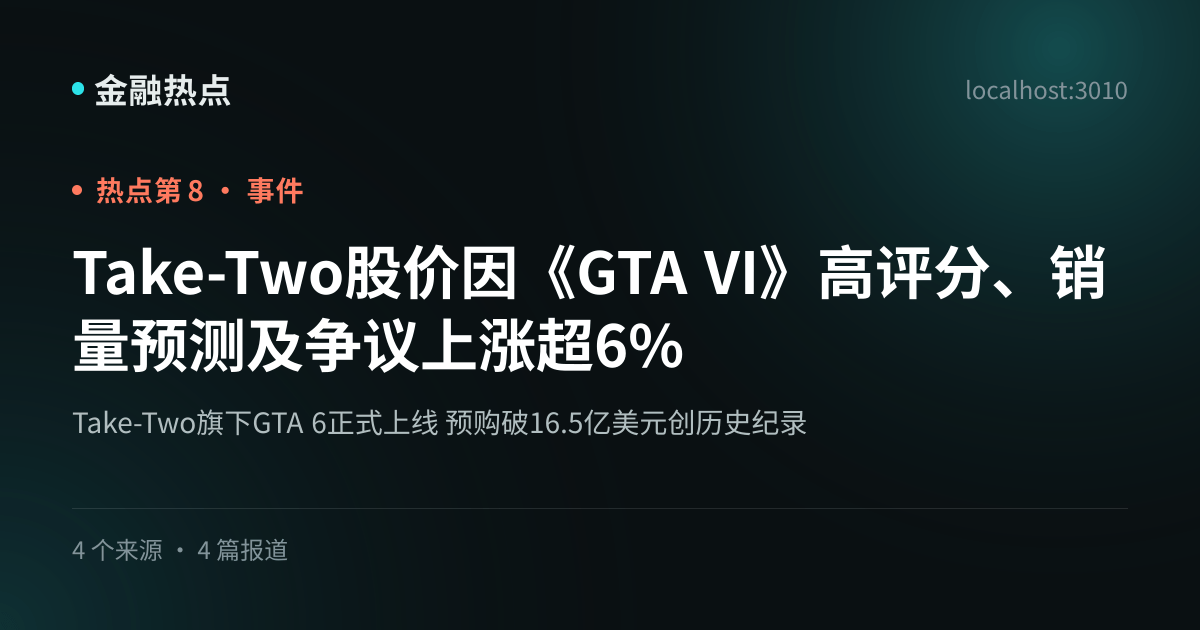 金融热点
localhost:3010
热点第 8 · 事件
Take-Two股价因《GTA VI》高评分、销
量预测及争议上涨超6%
Take-Two旗下GTA 6正式上线 预购破16.5亿美元创历史纪录
4 个来源 · 4 篇报道